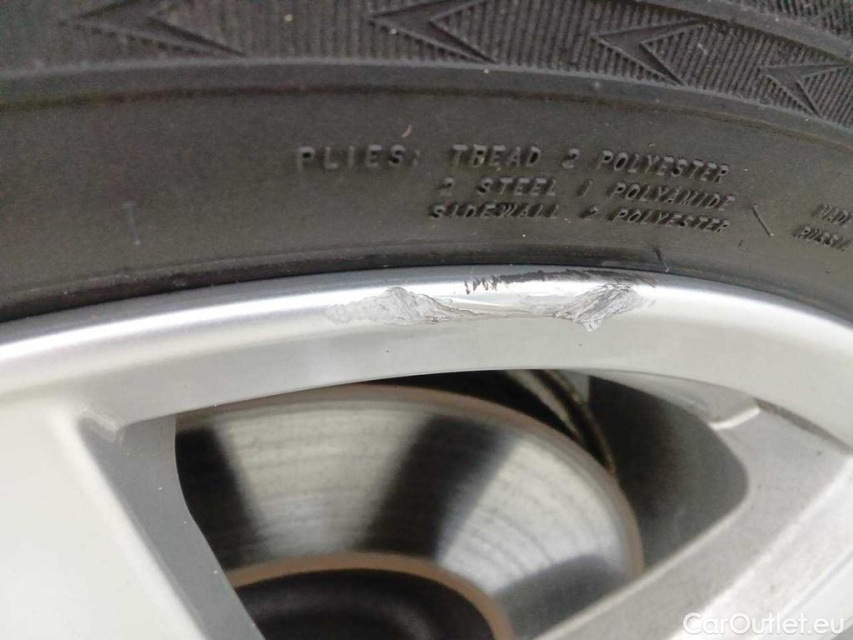 PLIES: TREAD 2 POLYESTER
2 STEEL 1 POLYAMIDE
SIDEWALL 2 POLYESTER
CarOutlet.eu